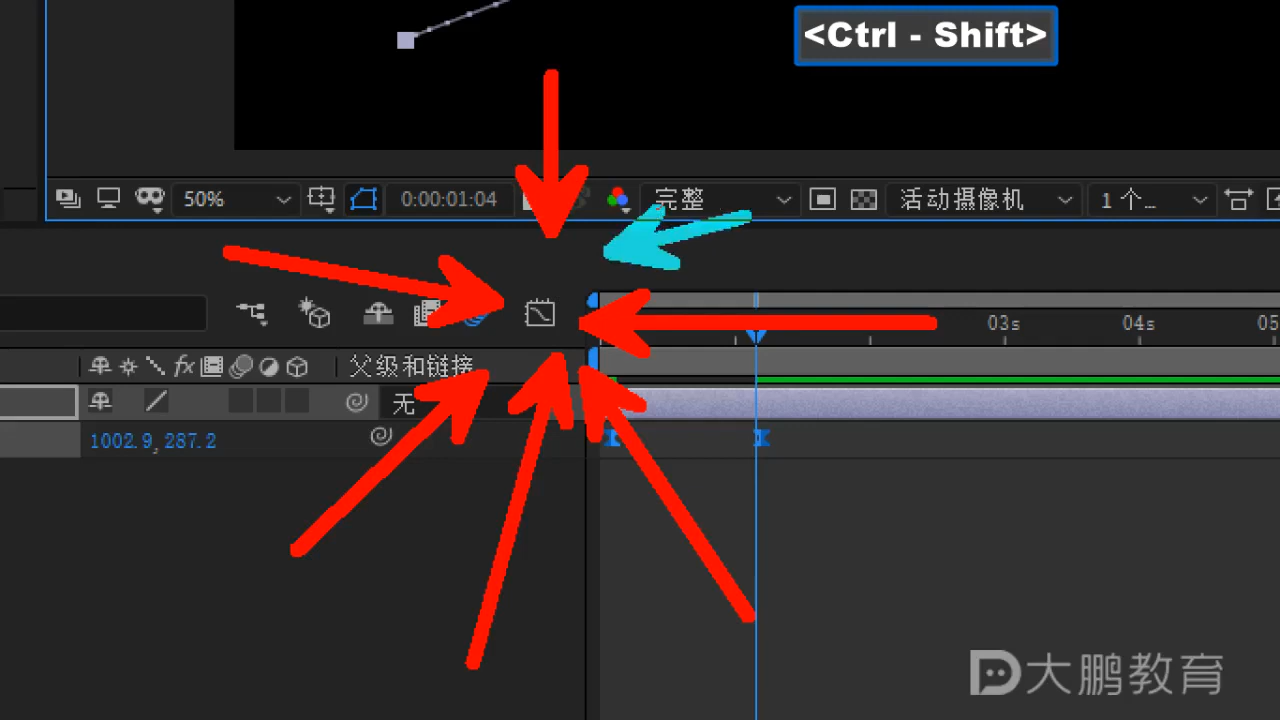 <Ctrl - Shift>
50%
0:00:01:04
完整
活动摄像机
1 个…
03s
04s
05
fx
父级和链接
无
1002.9, 287.2
大鹏教育